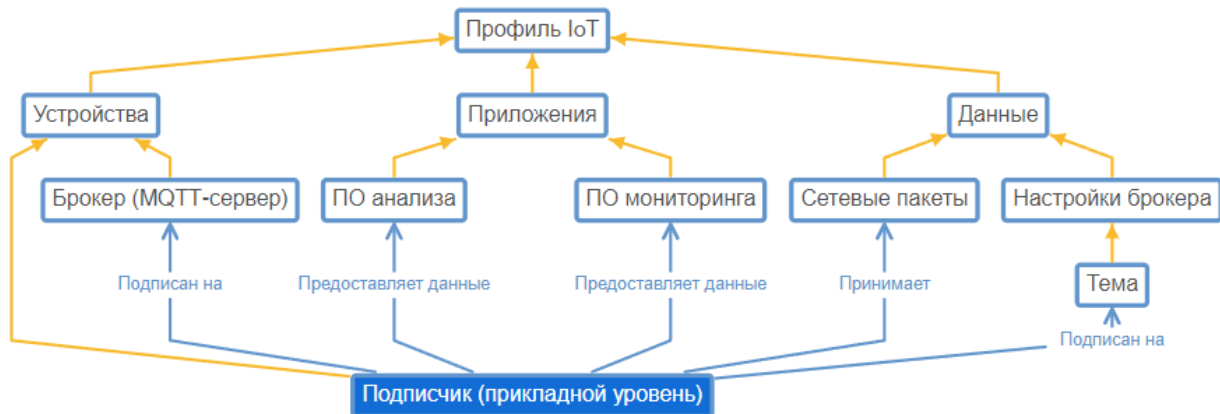 Профиль IoT
Устройства
Приложения
Данные
Брокер (MQTT-сервер)
ПО анализа
ПО мониторинга
Сетевые пакеты
Настройки брокера
Подписан на
Предоставляет данные
Предоставляет данные
Принимает
Тема
Подписан на
Подписчик (прикладной уровень)